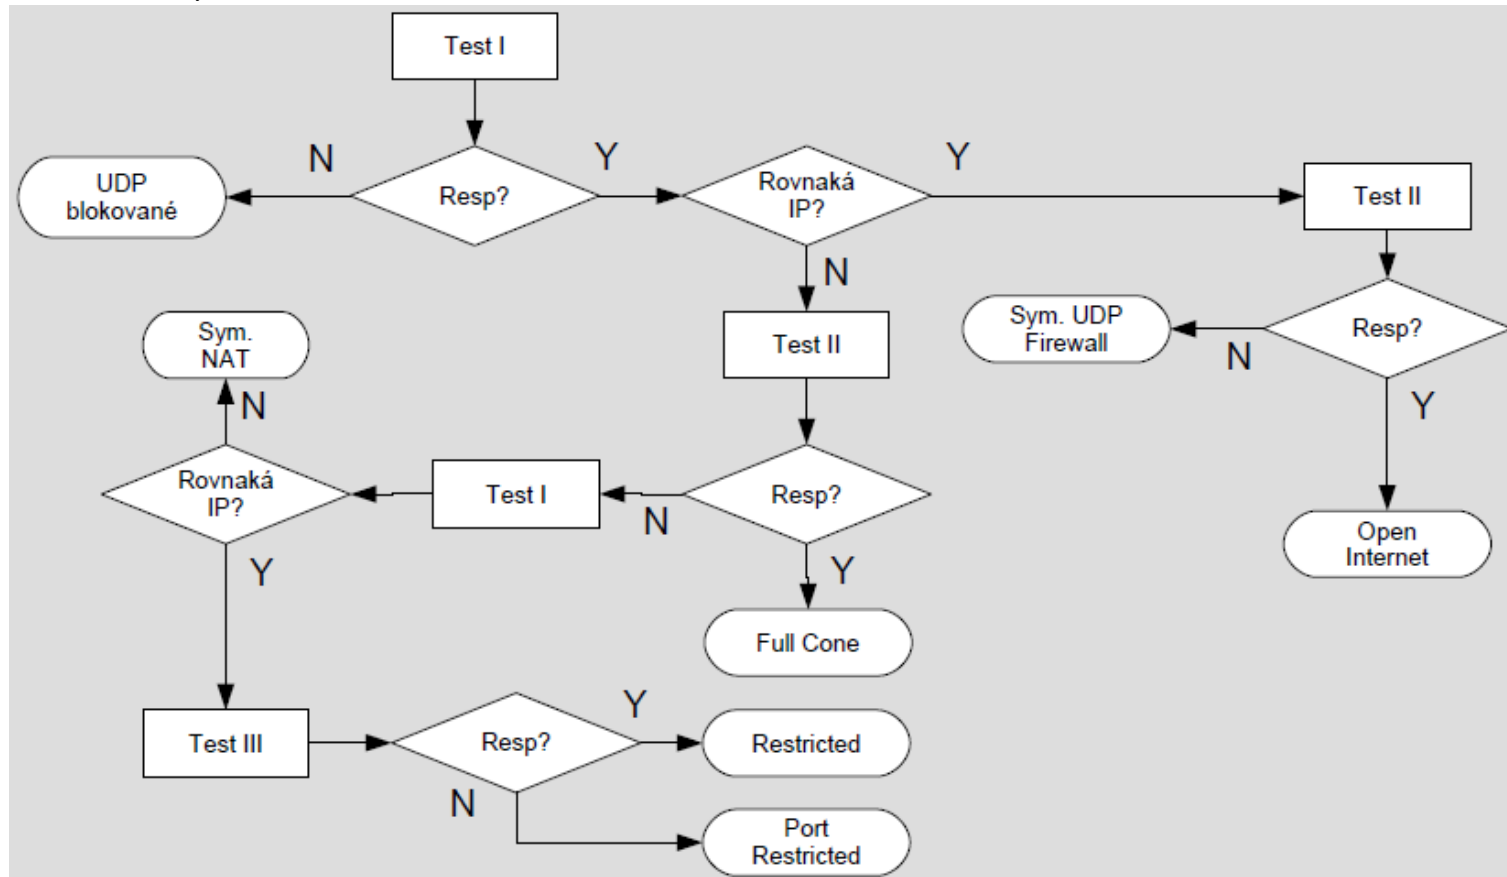 Test I
N
Y
Y
UDP
blokované
Resp?
Rovnaká
IP?
Test II
N
Sym.
NAT
Test II
Sym. UDP
Firewall
N
Resp?
Y
N
Rovnaká
IP?
Test I
N
Resp?
Y
Y
Open
Internet
Full Cone
Test III
Resp?
Y
Restricted
N
Port
Restricted